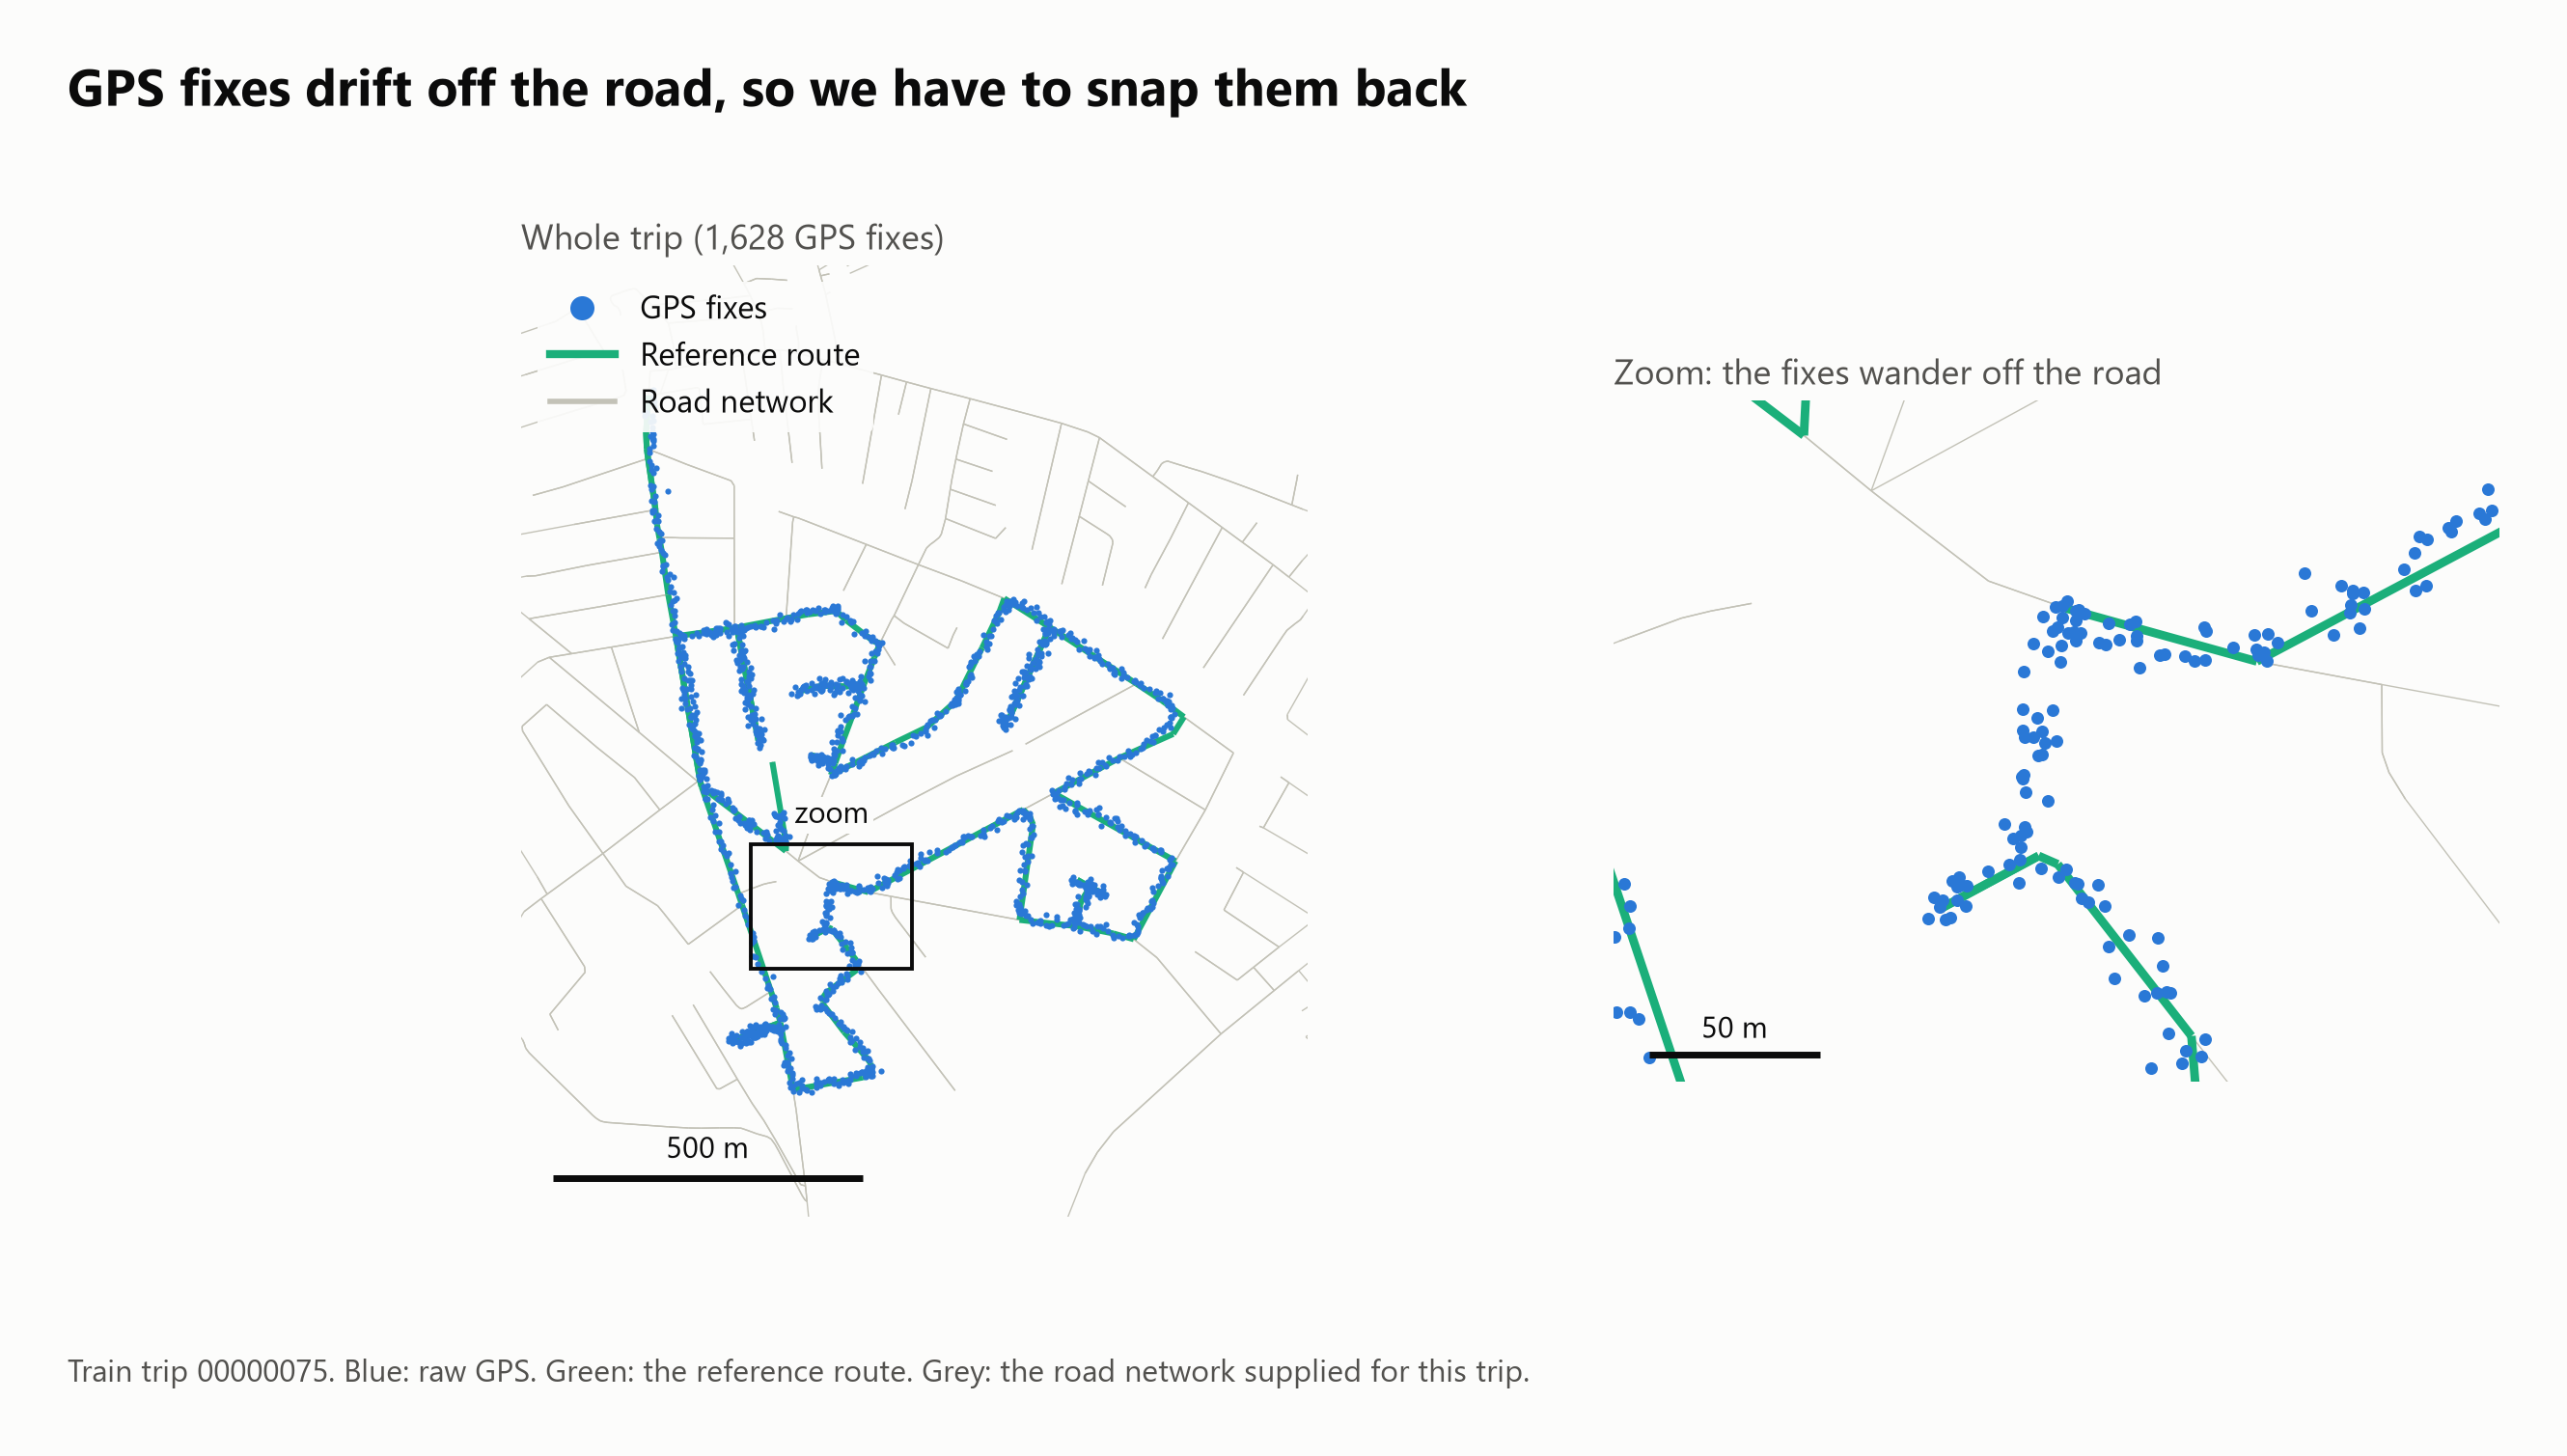 GPS fixes drift off the road, so we have to snap them back
Whole trip (1,628 GPS fixes)
GPS fixes
Reference route
Road network
zoom
500 m
Zoom: the fixes wander off the road
50 m
Train trip 00000075. Blue: raw GPS. Green: the reference route. Grey: the road network supplied for this trip.